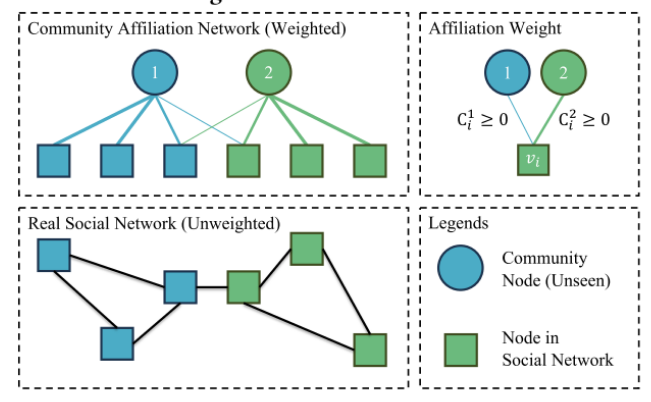 Community Affiliation Network (Weighted)
1
2
Affiliation Weight
1
2
C_i^1 ≥ 0
C_i^2 ≥ 0
v_i
Real Social Network (Unweighted)
Legends
Community
Node (Unseen)
Node in
Social Network